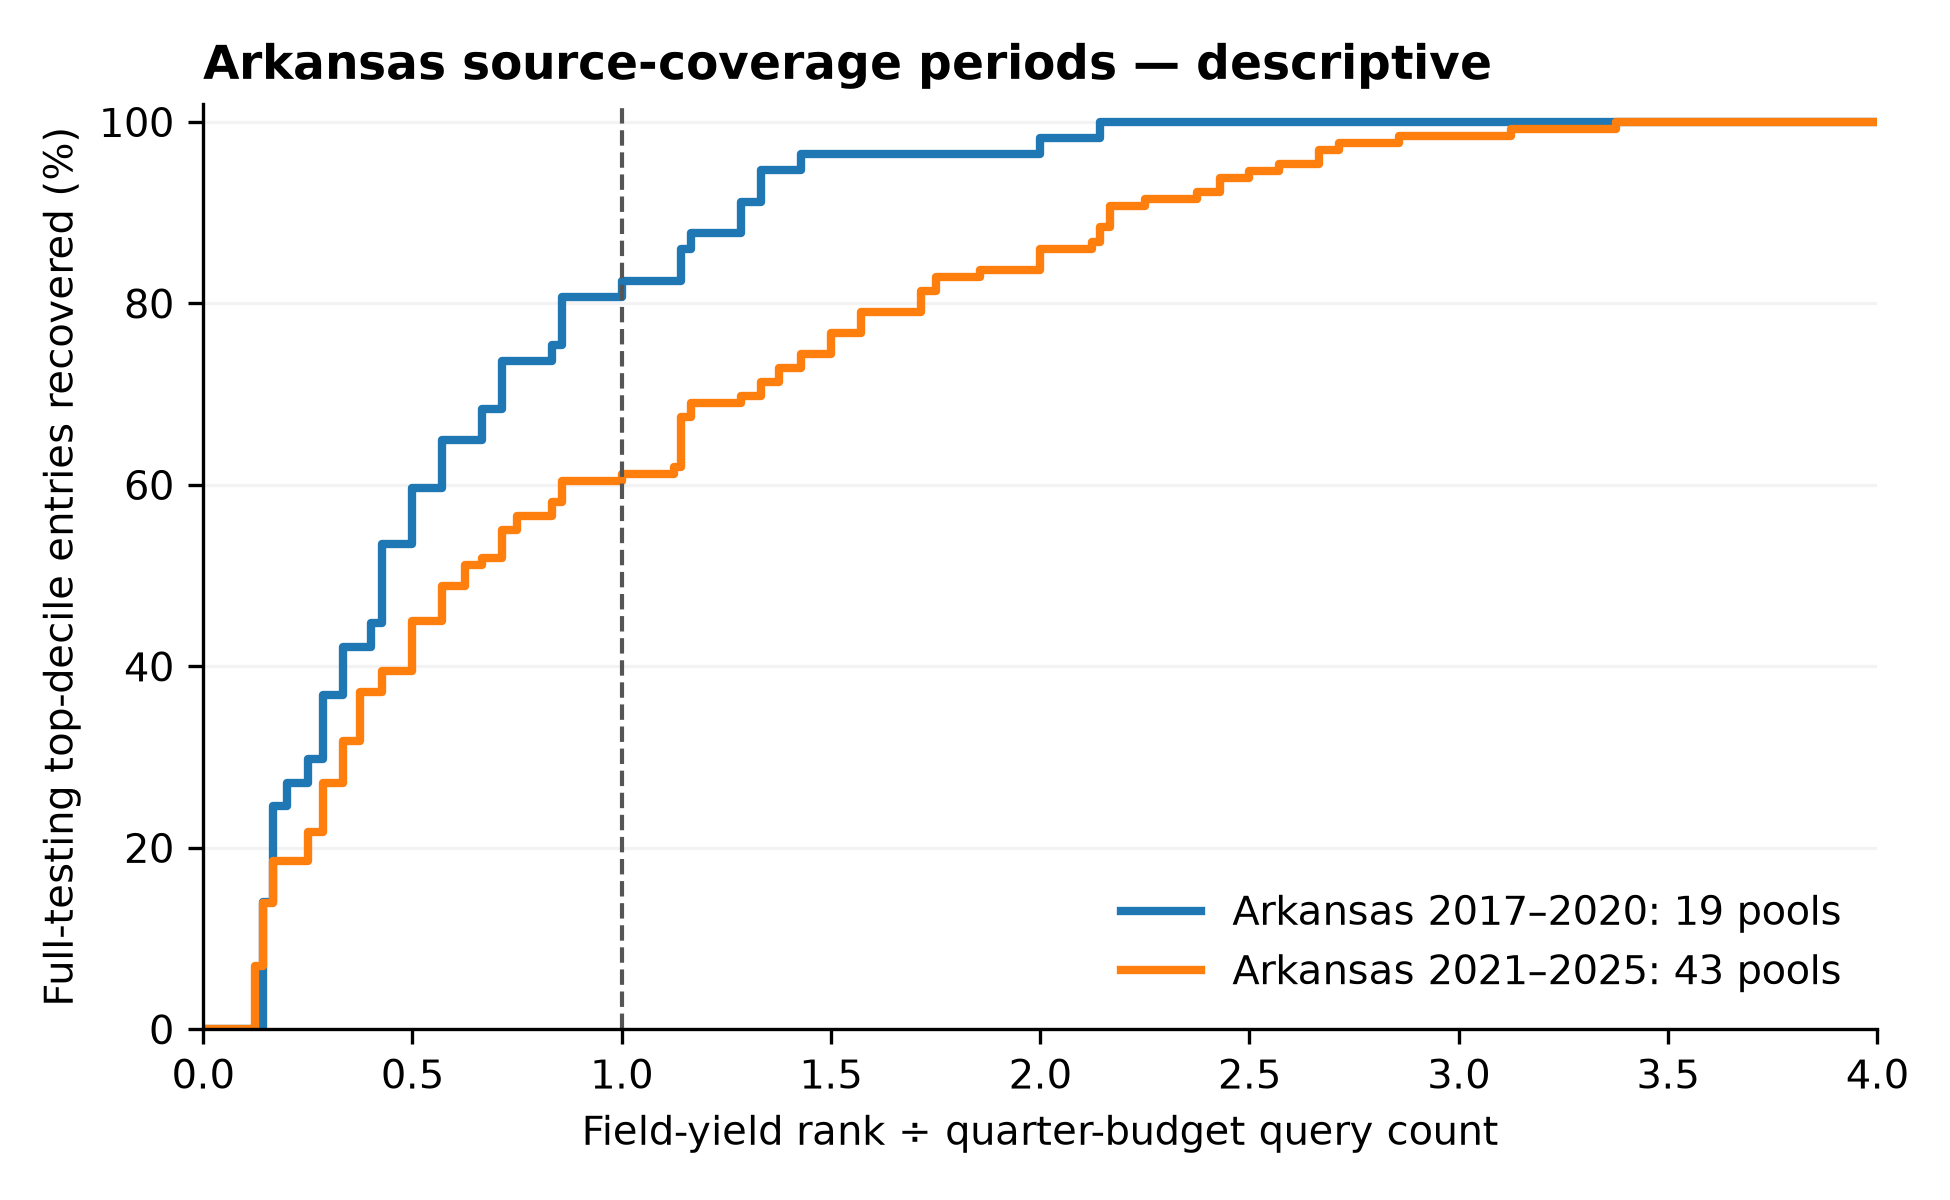 Arkansas source-coverage periods — descriptive
Full-testing top-decile entries recovered (%)
100
80
60
40
20
0
0.0 0.5 1.0 1.5 2.0 2.5 3.0 3.5 4.0
Field-yield rank ÷ quarter-budget query count
Arkansas 2017–2020: 19 pools
Arkansas 2021–2025: 43 pools